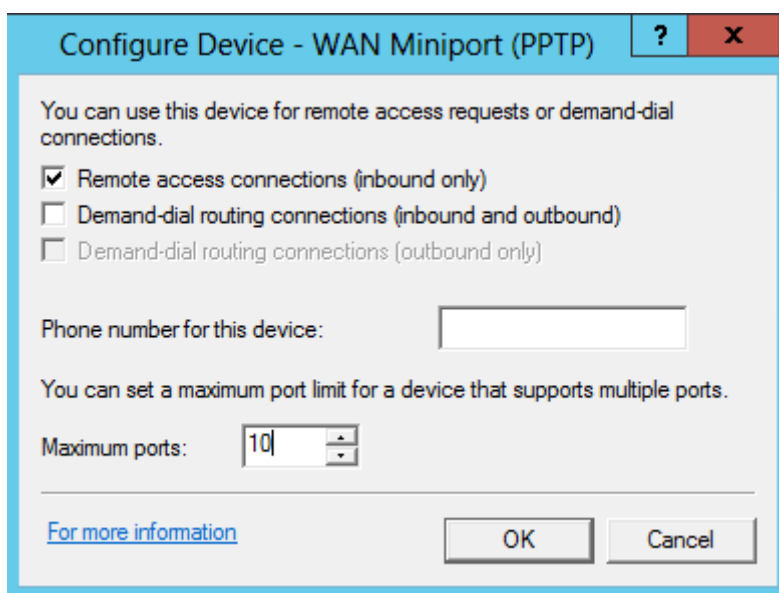 Configure Device - WAN Miniport (PPTP)
?
x
You can use this device for remote access requests or demand-dial
connections.
Remote access connections (inbound only)
Demand-dial routing connections (inbound and outbound)
Demand-dial routing connections (outbound only)
Phone number for this device:
You can set a maximum port limit for a device that supports multiple ports.
Maximum ports: 10
For more information
OK
Cancel